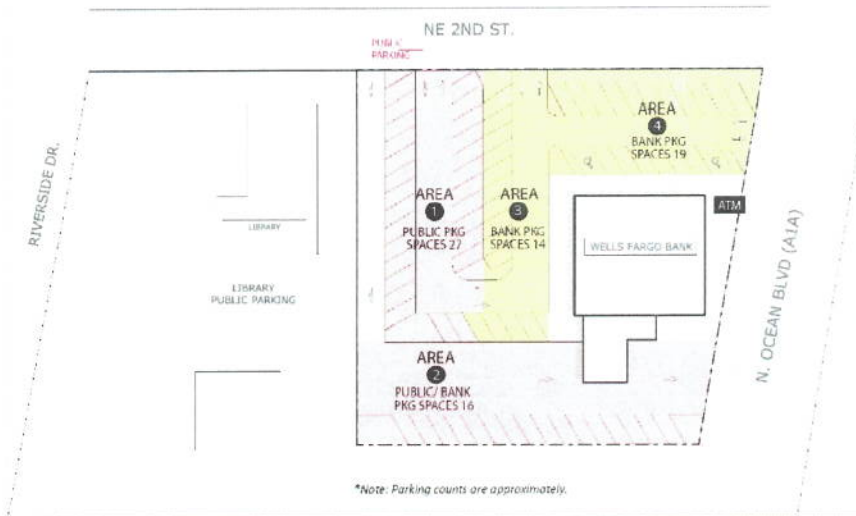 NE 2ND ST.
PUBLIC
PARKING
AREA
4
BANK PKG
SPACES 19
RIVERSIDE DR.
AREA
1
PUBLIC PKG
SPACES 27
AREA
3
BANK PKG
SPACES 14
ATM
LIBRARY
WELLS FARGO BANK
N. OCEAN BLVD (A1A)
LIBRARY
PUBLIC PARKING
AREA
2
PUBLIC/ BANK
PKG SPACES 16
*Note: Parking counts are approximately.